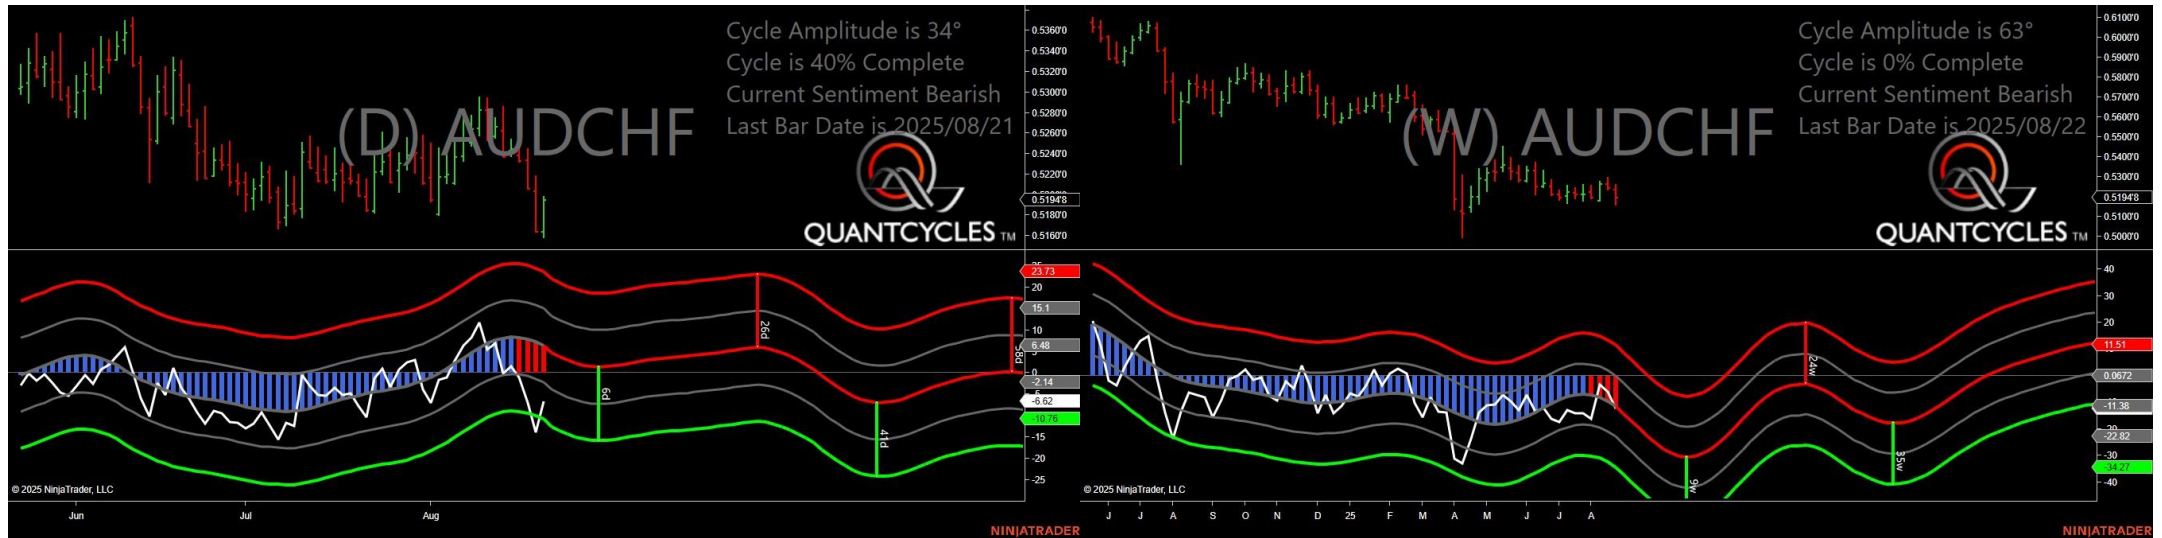 Cycle Amplitude is 34°
Cycle is 40% Complete
Current Sentiment Bearish
Last Bar Date is 2025/08/21
(D) AUDCHF
QUANTCYCLES TM
0.5360'0
0.5340'0
0.5320'0
0.5300'0
0.5280'0
0.5260'0
0.5240'0
0.5220'0
0.5194'8
0.5180'0
0.5160'0
23.73
20
15.1
10
6.48
0
-2.14
-6.62
-10.76
-15
-20
-25
6d
26d
41d
58d
© 2025 NinjaTrader, LLC
Jun Jul Aug
NINJATRADER
Cycle Amplitude is 63°
Cycle is 0% Complete
Current Sentiment Bearish
Last Bar Date is 2025/08/22
(W) AUDCHF
QUANTCYCLES TM
0.6100'0
0.6000'0
0.5900'0
0.5800'0
0.5700'0
0.5600'0
0.5500'0
0.5400'0
0.5300'0
0.5194'8
0.5100'0
0.5000'0
40
30
20
11.51
0.0672
-11.38
-22.82
-30
-34.27
-40
9w
24w
35w
© 2025 NinjaTrader, LLC
J J A S O N D 25 F M A M J J A
NINJATRADER